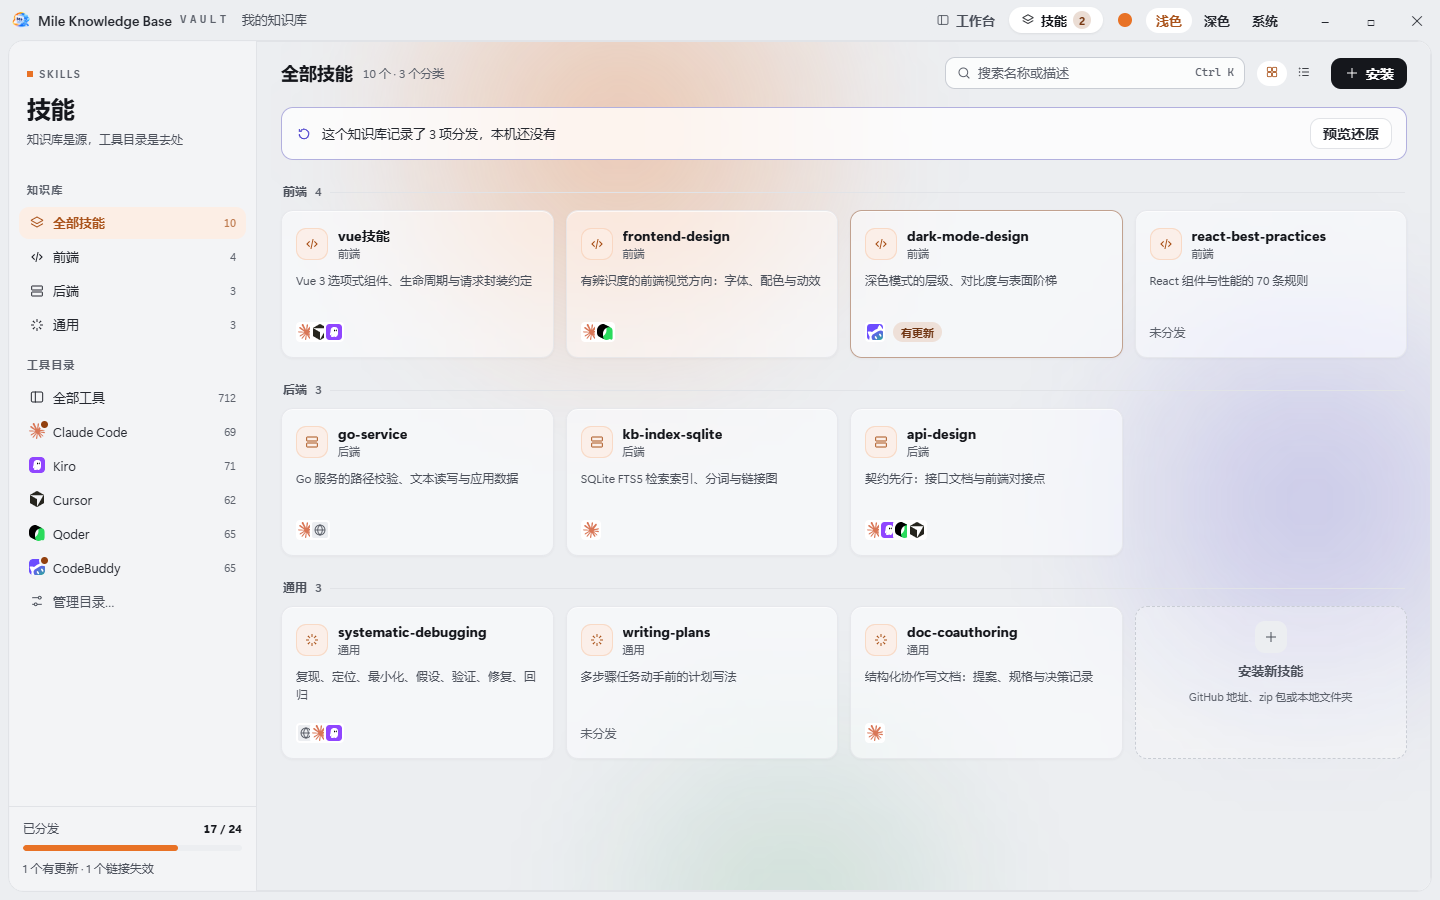 Mile Knowledge Base VAULT 我的知识库
工作台 技能 2 浅色 深色 系统
SKILLS
技能
知识库是源，工具目录是去处
知识库
全部技能 10
前端 4
后端 3
通用 3
工具目录
全部工具 712
Claude Code 69
Kiro 71
Cursor 62
Qoder 65
CodeBuddy 65
管理目录...
已分发 17 / 24
1 个有更新 · 1 个链接失效
全部技能 10 个 · 3 个分类
搜索名称或描述 Ctrl K
安装
这个知识库记录了 3 项分发，本机还没有
预览还原
前端 4
vue技能
前端
Vue 3 选项式组件、生命周期与请求封装约定
frontend-design
前端
有辨识度的前端视觉方向：字体、配色与动效
dark-mode-design
前端
深色模式的层级、对比度与表面阶梯
有更新
react-best-practices
前端
React 组件与性能的 70 条规则
未分发
后端 3
go-service
后端
Go 服务的路径校验、文本读写与应用数据
kb-index-sqlite
后端
SQLite FTS5 检索索引、分词与链接图
api-design
后端
契约先行：接口文档与前端对接点
通用 3
systematic-debugging
通用
复现、定位、最小化、假设、验证、修复、回
归
writing-plans
通用
多步骤任务动手前的计划写法
未分发
doc-coauthoring
通用
结构化协作写文档：提案、规格与决策记录
安装新技能
GitHub 地址、zip 包或本地文件夹